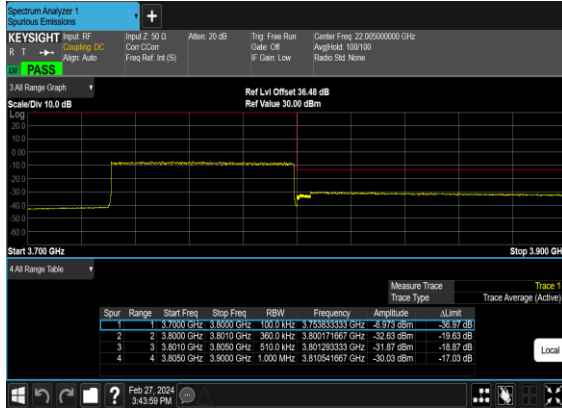 Spectrum Analyzer 1
Spurious Emissions
+
KEYSIGHT Input: RF Input Z: 50 Ω Atten: 20 dB Trig: Free Run Center Freq: 22.005000000 GHz
R T Coupling: DC Corr CCorr Gate: Off Avg|Hold: 100/100
Align: Auto Freq Ref: Int (S) IF Gain: Low Radio Std: None
PASS
3 All Range Graph
Ref Lvl Offset 36.48 dB
Scale/Div 10.0 dB Ref Value 30.00 dBm
Log
20.0
10.0
0.00
-10.0
-20.0
-30.0
-40.0
-50.0
Start 3.700 GHz Stop 3.900 GH
4 All Range Table
Measure Trace Trace 1
Trace Type Trace Average (Active)
Spur Range Start Freq Stop Freq RBW Frequency Amplitude ΔLimit
1 1 3.7000 GHz 3.8000 GHz 100.0 kHz 3.753833333 GHz -6.973 dBm -36.97 dB
2 2 3.8000 GHz 3.8010 GHz 360.0 kHz 3.800171667 GHz -32.63 dBm -19.63 dB
3 3 3.8010 GHz 3.8050 GHz 510.0 kHz 3.801293333 GHz -31.87 dBm -18.87 dB
4 4 3.8050 GHz 3.9000 GHz 1.000 MHz 3.810541667 GHz -30.03 dBm -17.03 dB
Local
? Feb 27, 2024
3:43:59 PM